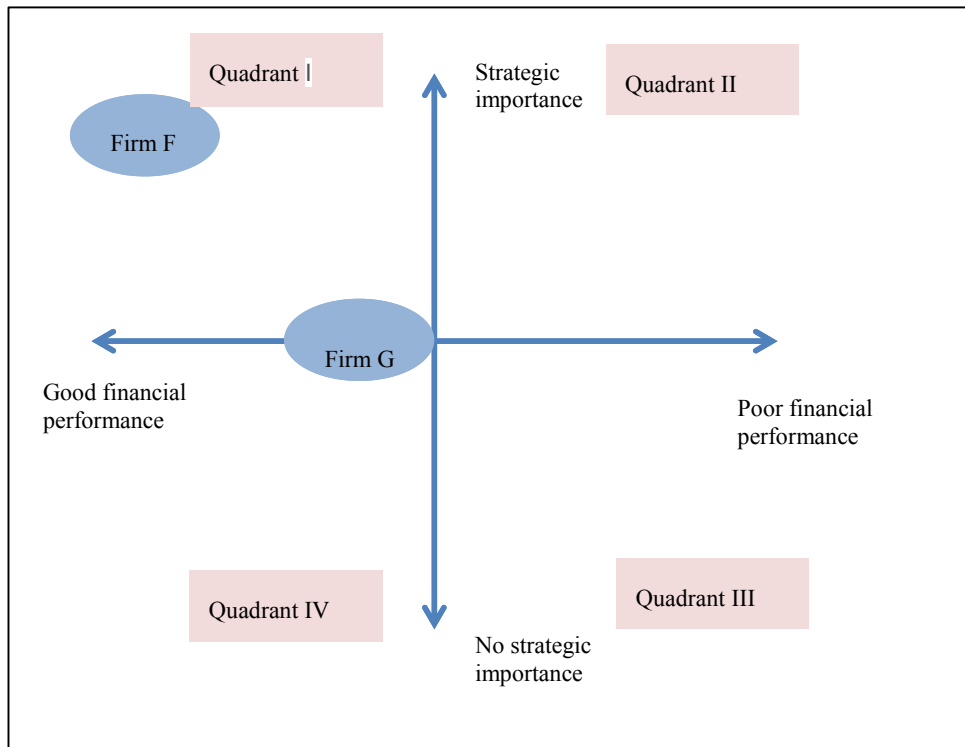 Quadrant I
Strategic
importance
Quadrant II
Firm F
Firm G
Good financial
performance
Poor financial
performance
Quadrant IV
Quadrant III
No strategic
importance